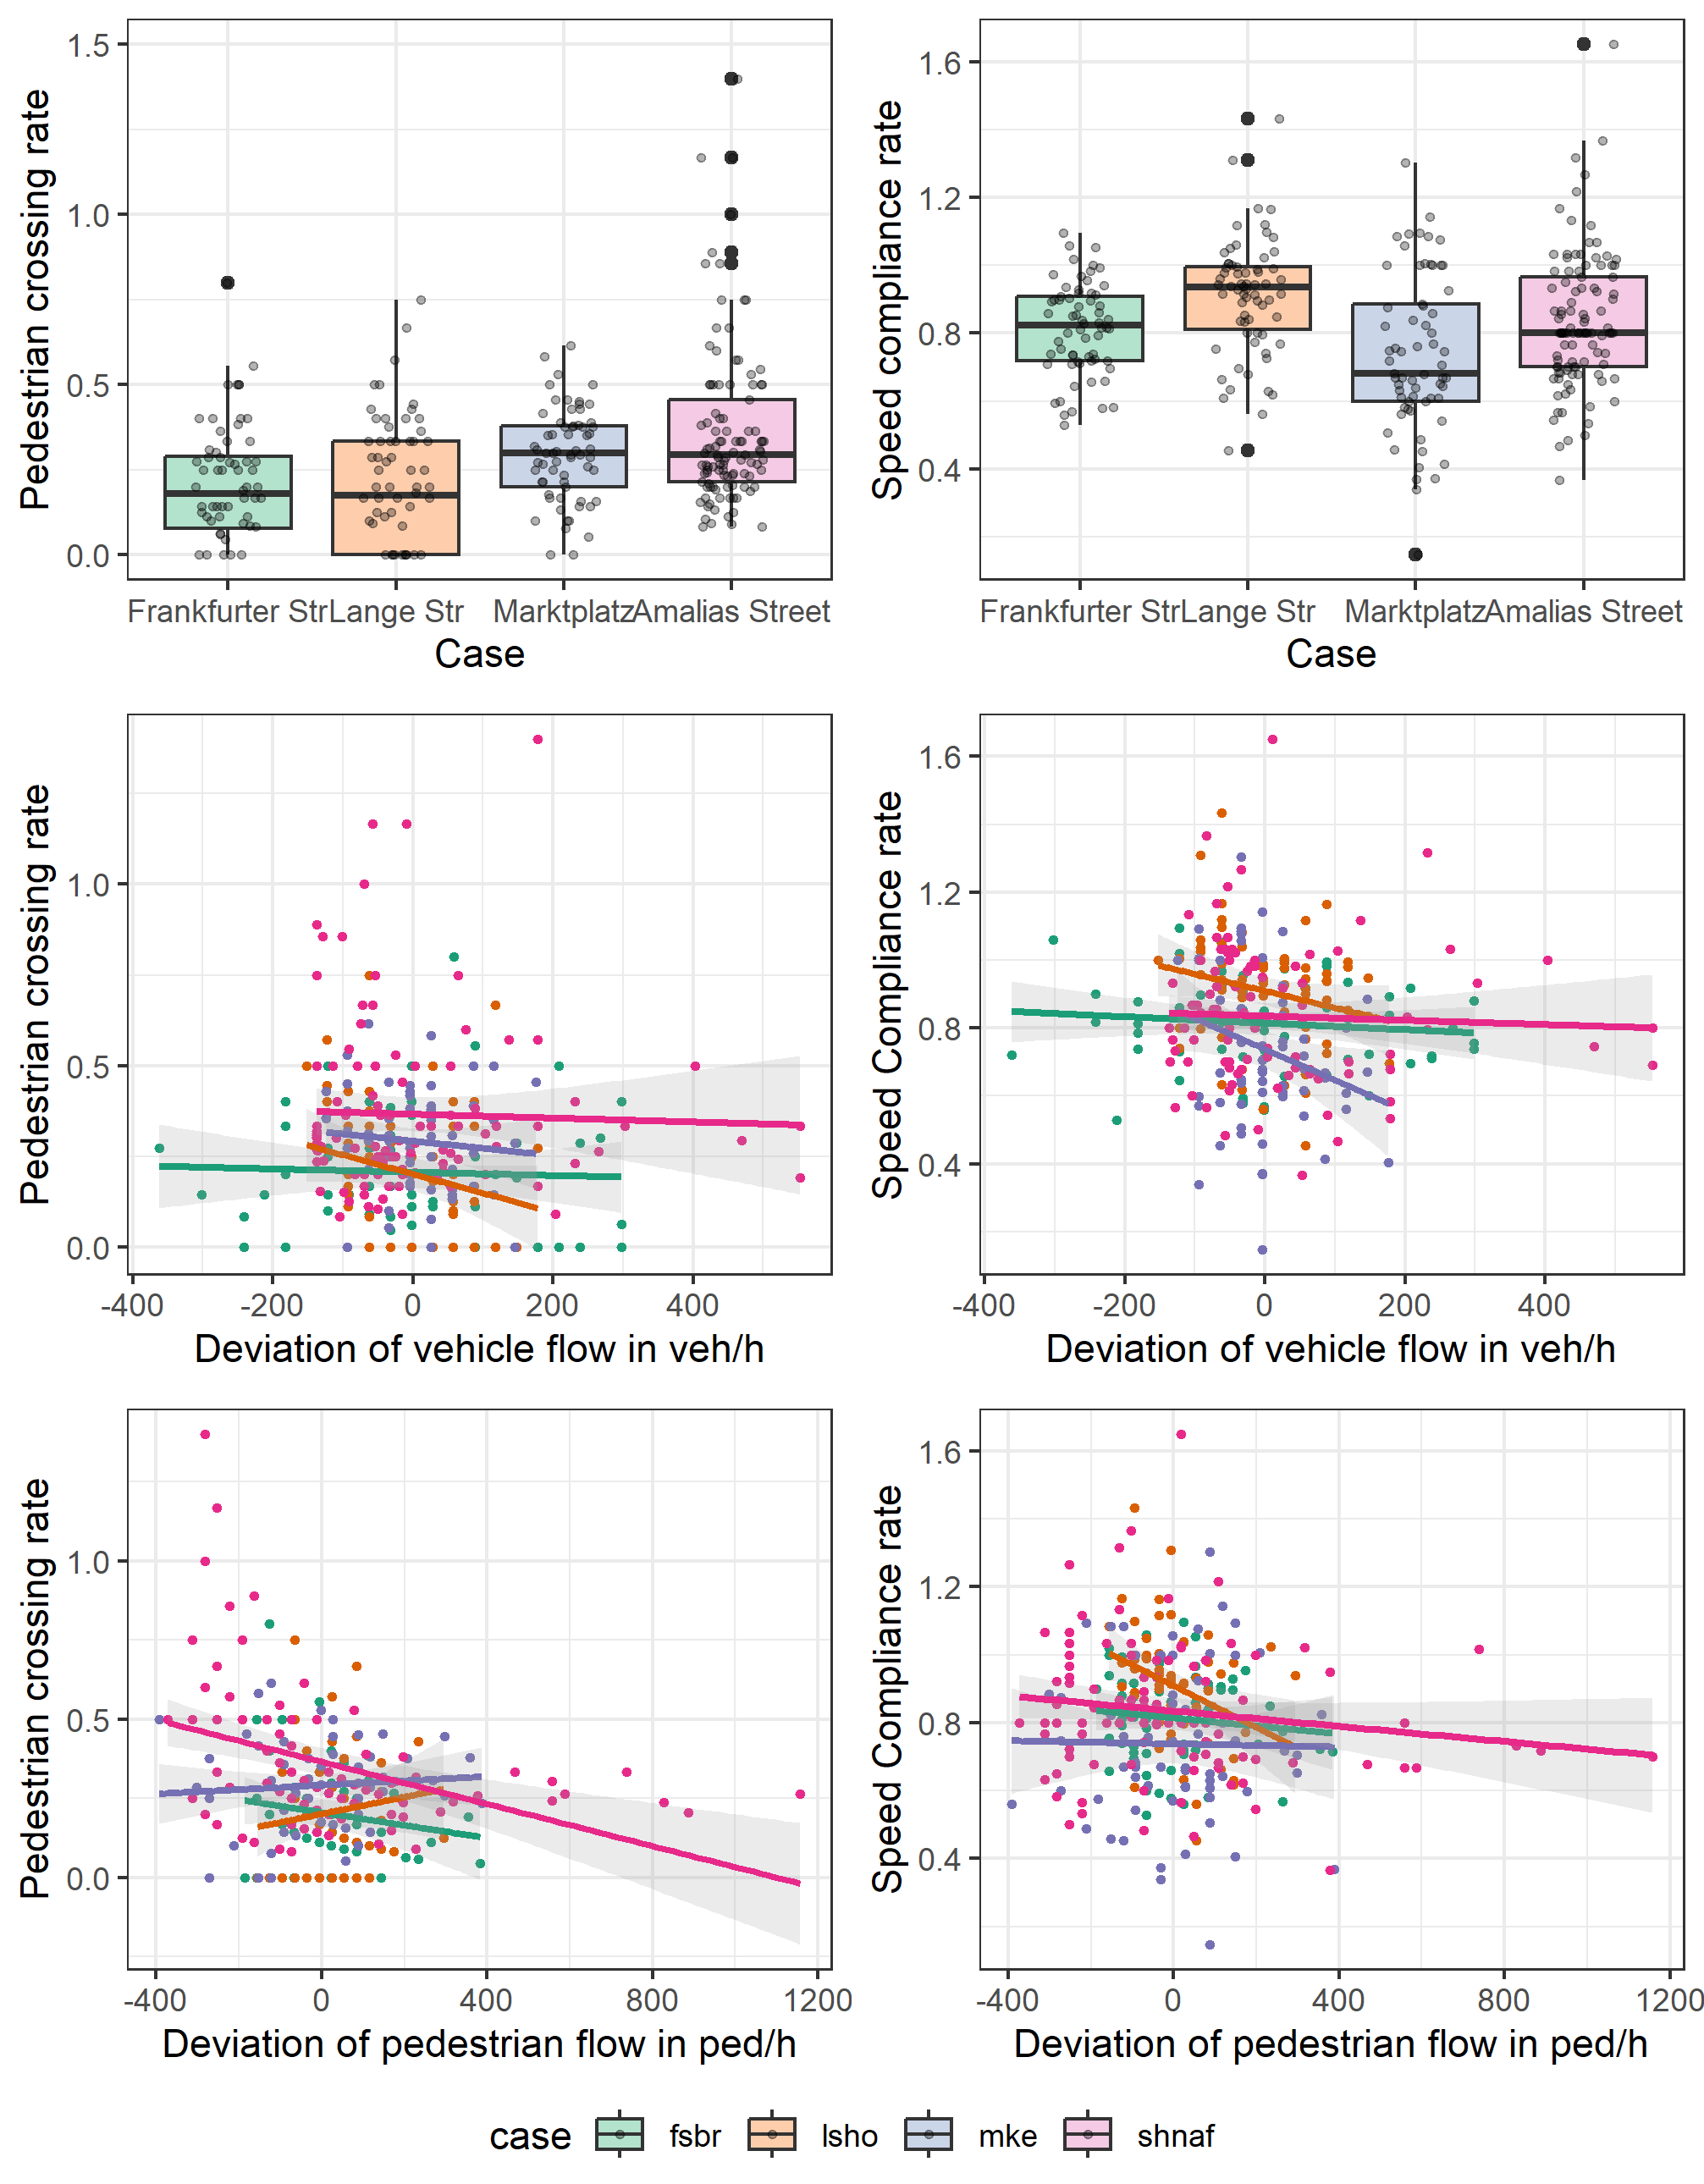 Pedestrian crossing rate
1.5
1.0
0.5
0.0
Frankfurter Str
Lange Str
Marktplatz
Amalias Street
Case
Speed compliance rate
1.6
1.2
0.8
0.4
Frankfurter Str
Lange Str
Marktplatz
Amalias Street
Case
Pedestrian crossing rate
1.0
0.5
0.0
-400
-200
0
200
400
Deviation of vehicle flow in veh/h
Speed Compliance rate
1.6
1.2
0.8
0.4
-400
-200
0
200
400
Deviation of vehicle flow in veh/h
Pedestrian crossing rate
1.0
0.5
0.0
-400
0
400
800
1200
Deviation of pedestrian flow in ped/h
Speed Compliance rate
1.6
1.2
0.8
0.4
-400
0
400
800
1200
Deviation of pedestrian flow in ped/h
case
fsbr
lsho
mke
shnaf